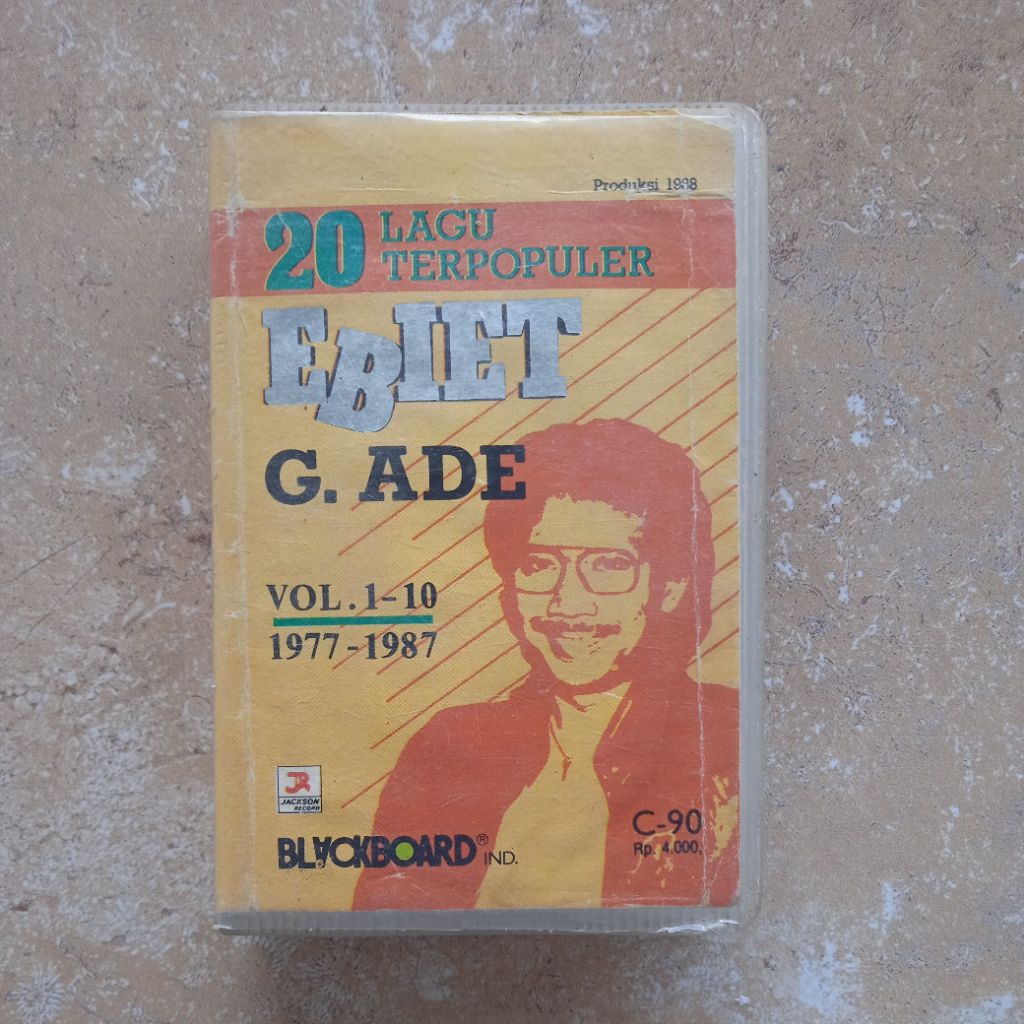 Produksi 1988
20 LAGU
TERPOPULER
EBIET
G. ADE
VOL. 1-10
1977-1987
JR
JACKSON
RECORD
BLACKBOARD® IND.
C-90
Rp. 4.000,